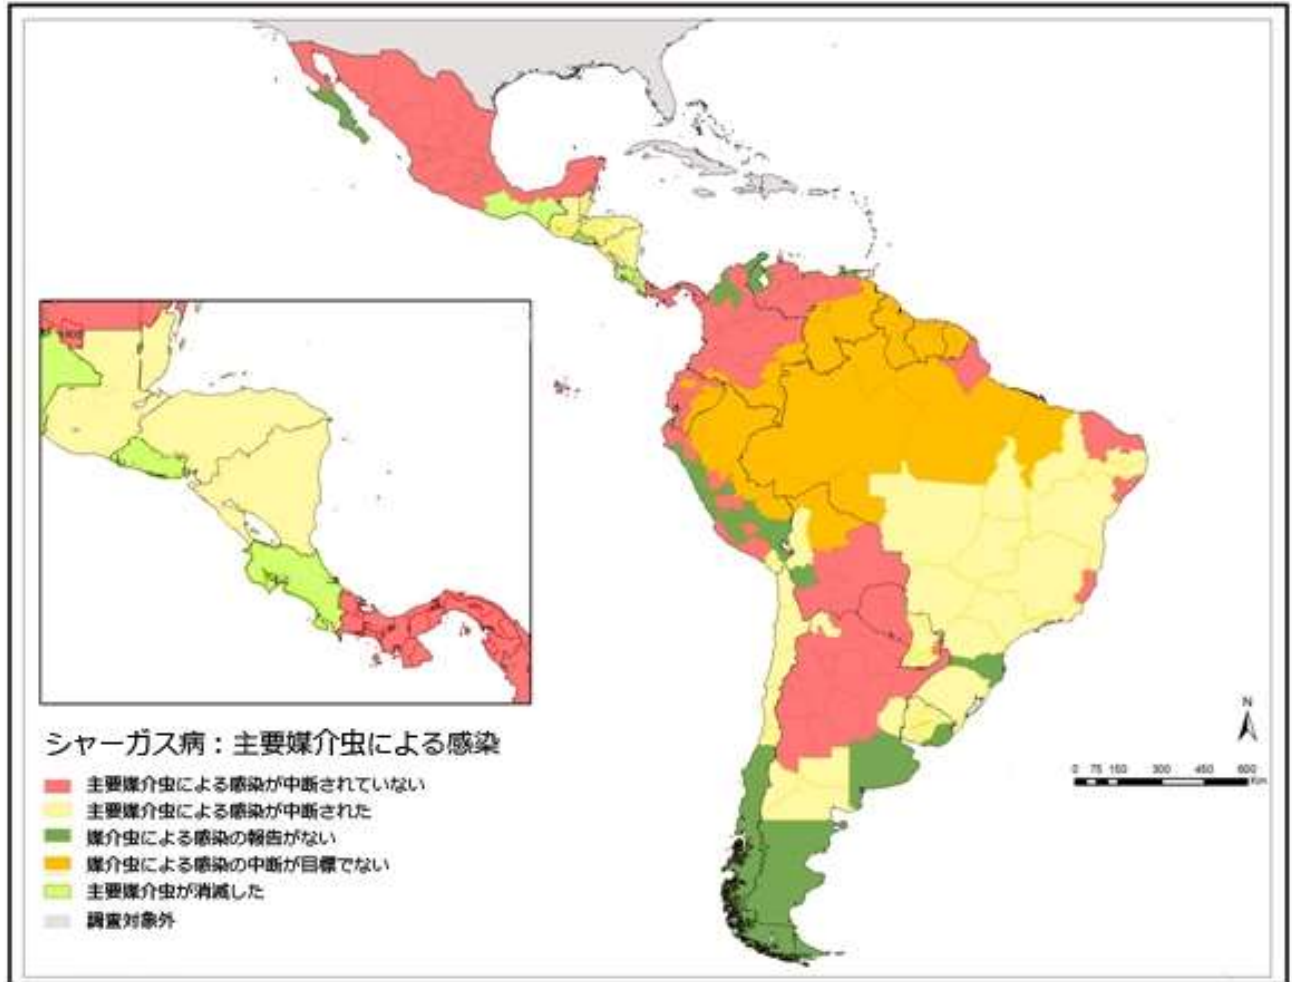 シャーガス病：主要媒介虫による感染
主要媒介虫による感染が中断されていない
主要媒介虫による感染が中断された
媒介虫による感染の報告がない
媒介虫による感染の中断が目標でない
主要媒介虫が消滅した
調査対象外
N
0 75 150 300 450 600
Km